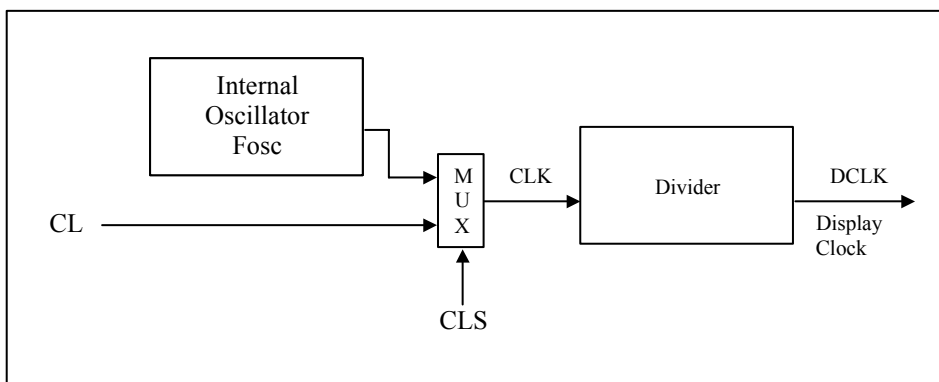 Internal
Oscillator
Fosc
M
U
X
CLK
Divider
DCLK
CL
Display
Clock
CLS